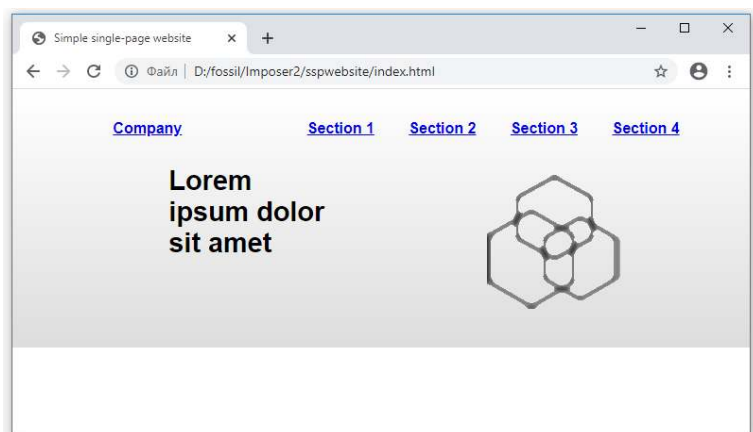 Simple single-page website
Файл D:/fossil/Imposer2/sspwebsite/index.html
Company Section 1 Section 2 Section 3 Section 4
Lorem
ipsum dolor
sit amet